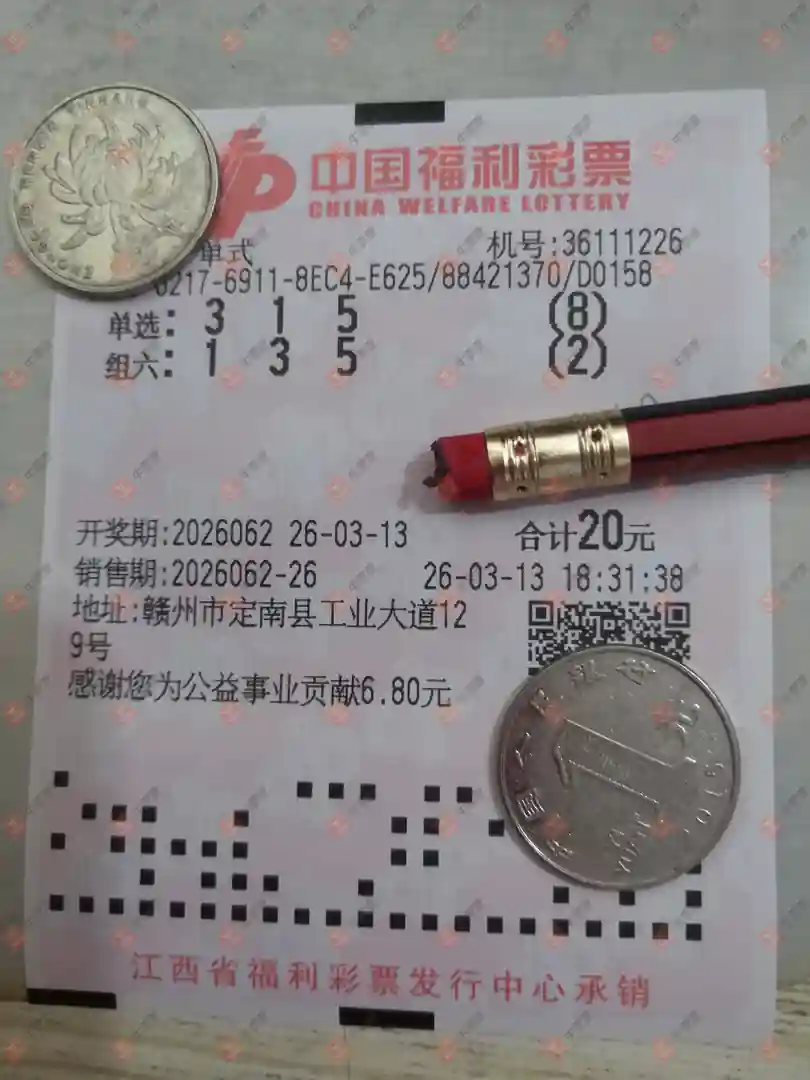 中国福利彩票
CHINA WELFARE LOTTERY
单式 机号:36111226
0217-6911-8EC4-E625/88421370/D0158
单选: 3 1 5 (8)
组六: 1 3 5 (2)
开奖期:2026062 26-03-13 合计20元
销售期:2026062-26 26-03-13 18:31:38
地址:赣州市定南县工业大道12
9号
感谢您为公益事业贡献6.80元
1
YI YUAN
江西省福利彩票发行中心承销